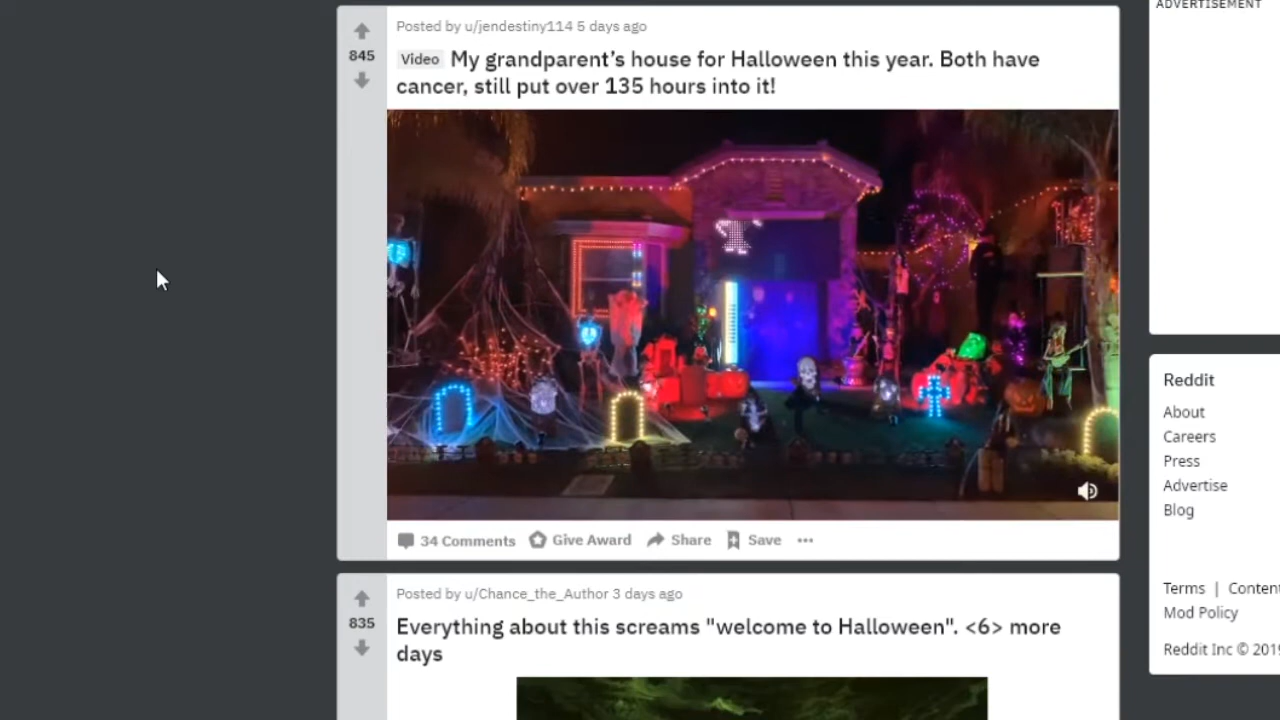 ADVERTISEMENT
Posted by u/jendestiny114 5 days ago
845
Video My grandparent’s house for Halloween this year. Both have
cancer, still put over 135 hours into it!
34 Comments Give Award Share Save
Posted by u/Chance_the_Author 3 days ago
835
Everything about this screams "welcome to Halloween". <6> more
days
Reddit
About
Careers
Press
Advertise
Blog
Terms | Content
Mod Policy
Reddit Inc © 2019